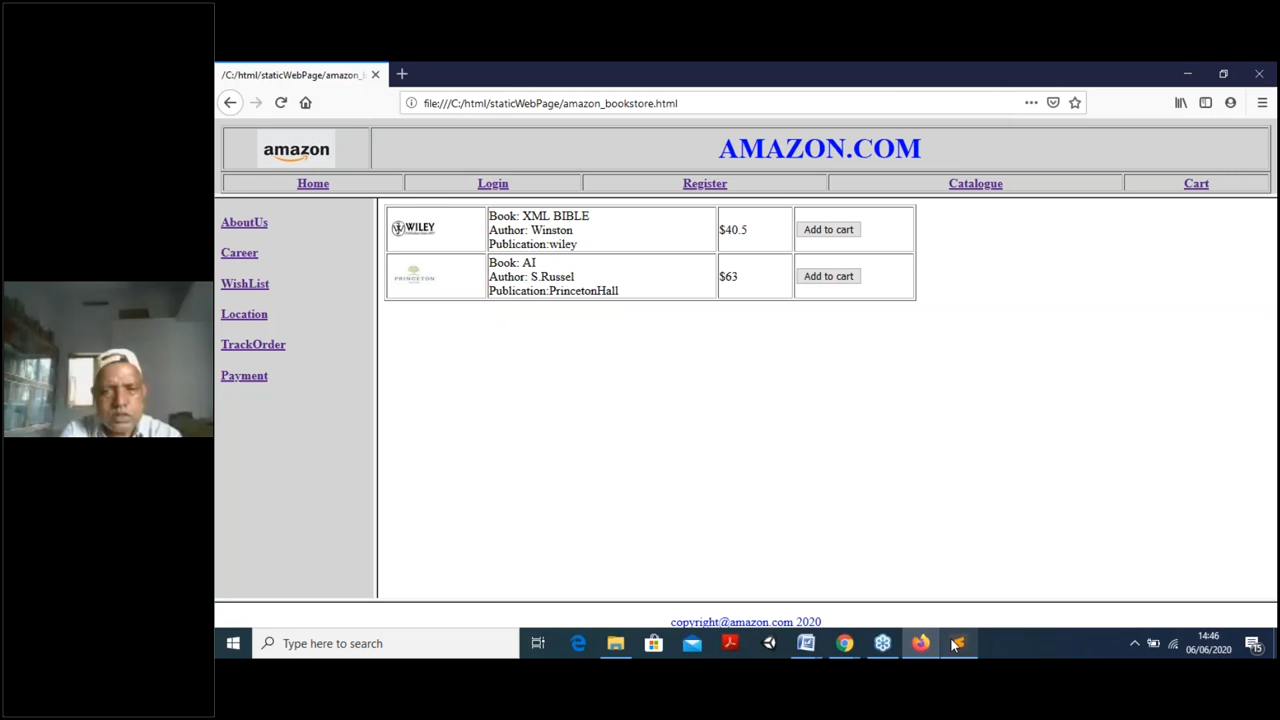 /C:/html/staticWebPage/amazon_
file:///C:/html/staticWebPage/amazon_bookstore.html
amazon
AMAZON.COM
Home Login Register Catalogue Cart
AboutUs
Career
WishList
Location
TrackOrder
Payment
WILEY
Book: XML BIBLE
Author: Winston
Publication:wiley
$40.5
Add to cart
PRINCETON
Book: AI
Author: S.Russel
Publication:PrincetonHall
$63
Add to cart
copyright@amazon.com 2020
Type here to search
14:46
06/06/2020
15